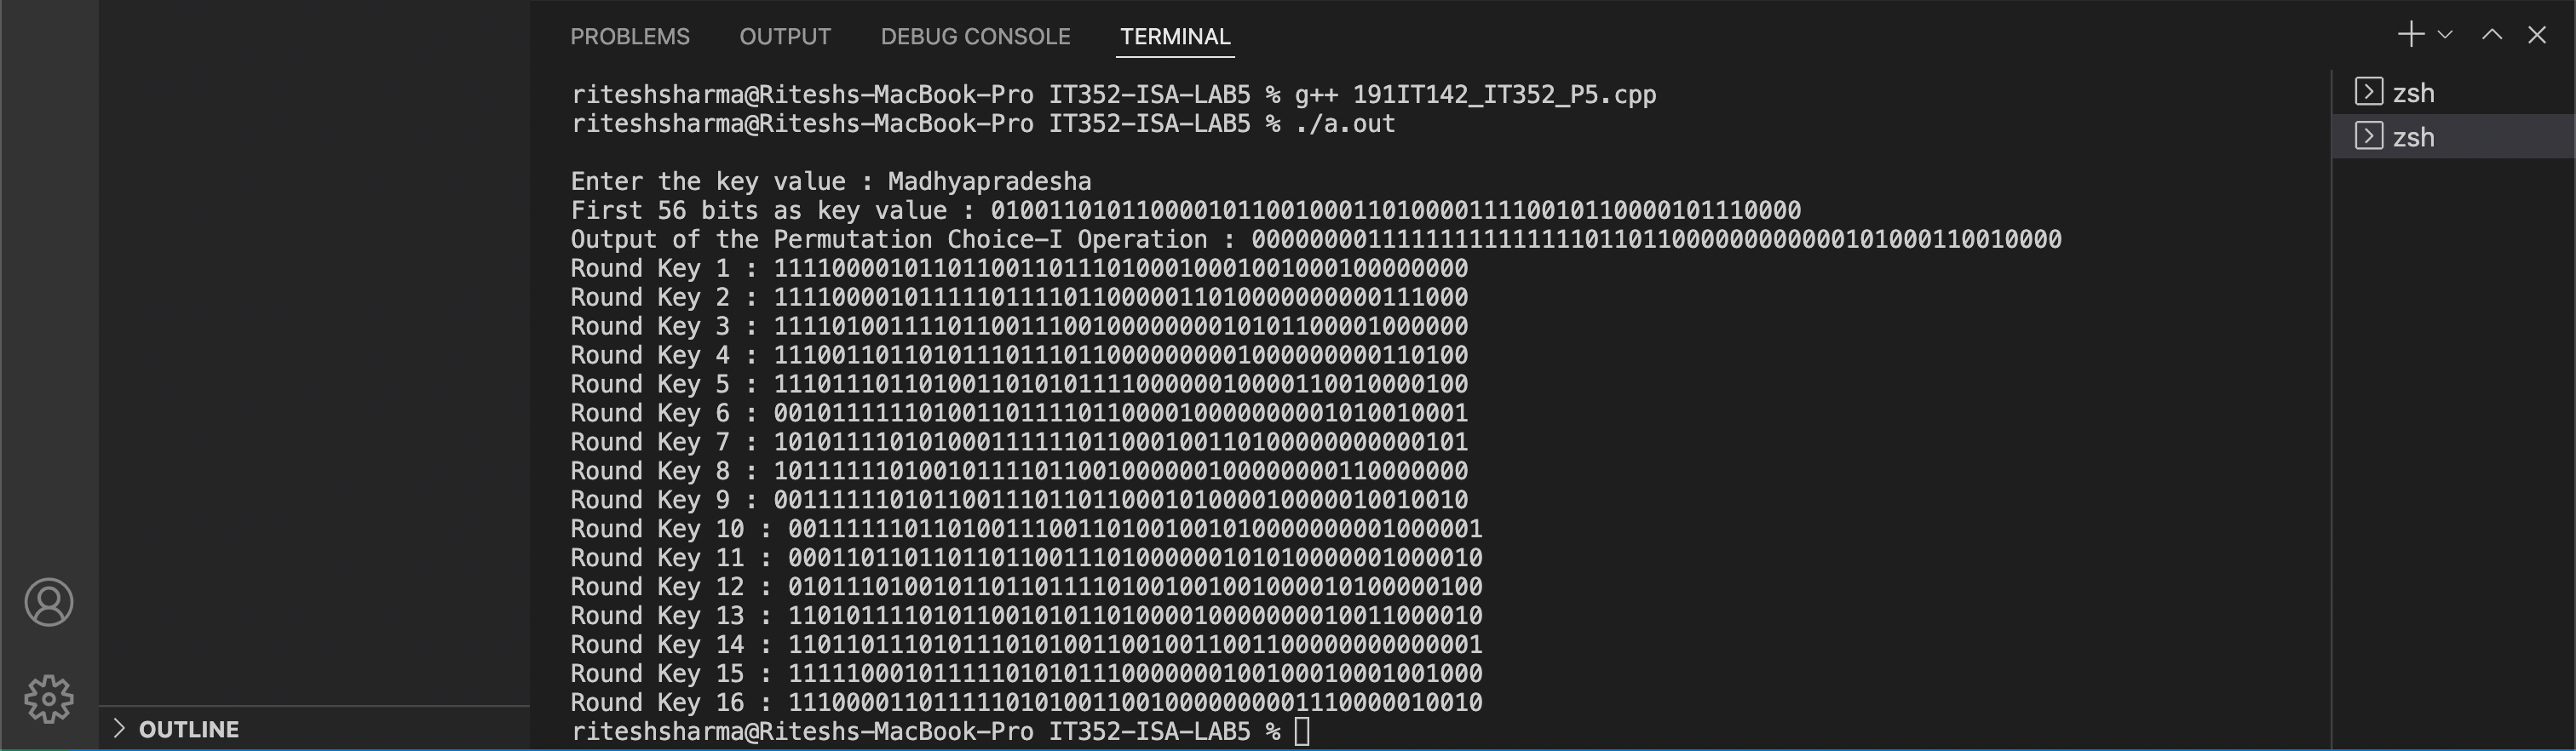 PROBLEMS OUTPUT DEBUG CONSOLE TERMINAL
riteshsharma@Riteshs-MacBook-Pro IT352-ISA-LAB5 % g++ 191IT142_IT352_P5.cpp
riteshsharma@Riteshs-MacBook-Pro IT352-ISA-LAB5 % ./a.out
Enter the key value : Madhyapradesha
First 56 bits as key value : 01001101011000010110010001101000011110010110000101110000
Output of the Permutation Choice-I Operation : 00000000111111111111111011011000000000000101000110010000
Round Key 1 : 111100001011011001101110100010001001000100000000
Round Key 2 : 111100001011111011110110000011010000000000111000
Round Key 3 : 111101001111011001110010000000010101100001000000
Round Key 4 : 111001101101011101110110000000001000000000110100
Round Key 5 : 111011101101001101010111100000010000110010000100
Round Key 6 : 001011111101001101111011000010000000001010010001
Round Key 7 : 101011110101000111111011000100110100000000000101
Round Key 8 : 101111110100101111011001000000100000000110000000
Round Key 9 : 001111110101100111011011000101000010000010010010
Round Key 10 : 001111110110100111001101001001010000000001000001
Round Key 11 : 000110110110110110011101000000101010000001000010
Round Key 12 : 010111010010110110111101001001001000010100000100
Round Key 13 : 110101111010110010101101000010000000010011000010
Round Key 14 : 110110111010111010100110010011001100000000000001
Round Key 15 : 111110001011111010101110000000100100010001001000
Round Key 16 : 111000011011111010100110010000000001110000010010
riteshsharma@Riteshs-MacBook-Pro IT352-ISA-LAB5 %
zsh
zsh
OUTLINE